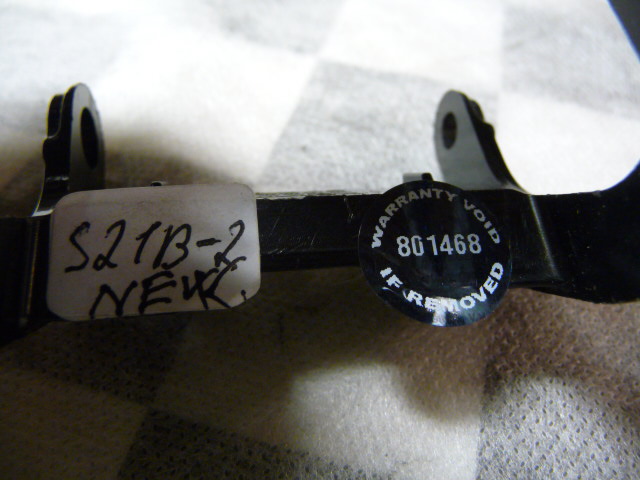 S21B-2
NEW
WARRANTY VOID
801468
IF REMOVED